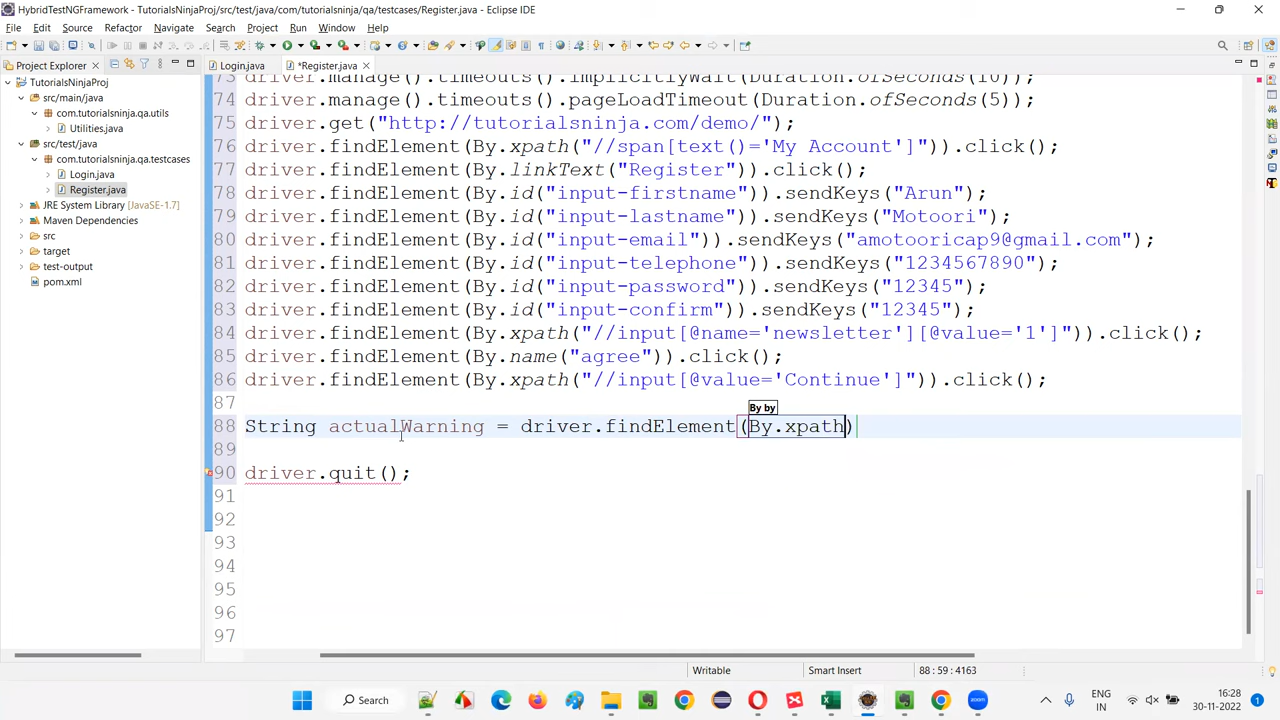 HybridTestNGFramework - TutorialsNinjaProj/src/test/java/com/tutorialsninja/qa/testcases/Register.java - Eclipse IDE
File Edit Source Refactor Navigate Search Project Run Window Help
Project Explorer
Login.java
*Register.java
TutorialsNinjaProj
src/main/java
com.tutorialsninja.qa.utils
Utilities.java
src/test/java
com.tutorialsninja.qa.testcases
Login.java
Register.java
JRE System Library [JavaSE-1.7]
Maven Dependencies
src
target
test-output
pom.xml
73 driver.manage().timeouts().implicitlyWait(Duration.ofSeconds(10));
74 driver.manage().timeouts().pageLoadTimeout(Duration.ofSeconds(5));
75 driver.get("http://tutorialsninja.com/demo/");
76 driver.findElement(By.xpath("//span[text()='My Account']")).click();
77 driver.findElement(By.linkText("Register")).click();
78 driver.findElement(By.id("input-firstname")).sendKeys("Arun");
79 driver.findElement(By.id("input-lastname")).sendKeys("Motoori");
80 driver.findElement(By.id("input-email")).sendKeys("amotooricap9@gmail.com");
81 driver.findElement(By.id("input-telephone")).sendKeys("1234567890");
82 driver.findElement(By.id("input-password")).sendKeys("12345");
83 driver.findElement(By.id("input-confirm")).sendKeys("12345");
84 driver.findElement(By.xpath("//input[@name='newsletter'][@value='1']")).click();
85 driver.findElement(By.name("agree")).click();
86 driver.findElement(By.xpath("//input[@value='Continue']")).click();
87
By by
88 String actualWarning = driver.findElement(By.xpath)
89
90 driver.quit();
91
92
93
94
95
96
97
Writable
Smart Insert
88 : 59 : 4163
Search
ENG
IN
16:28
30-11-2022